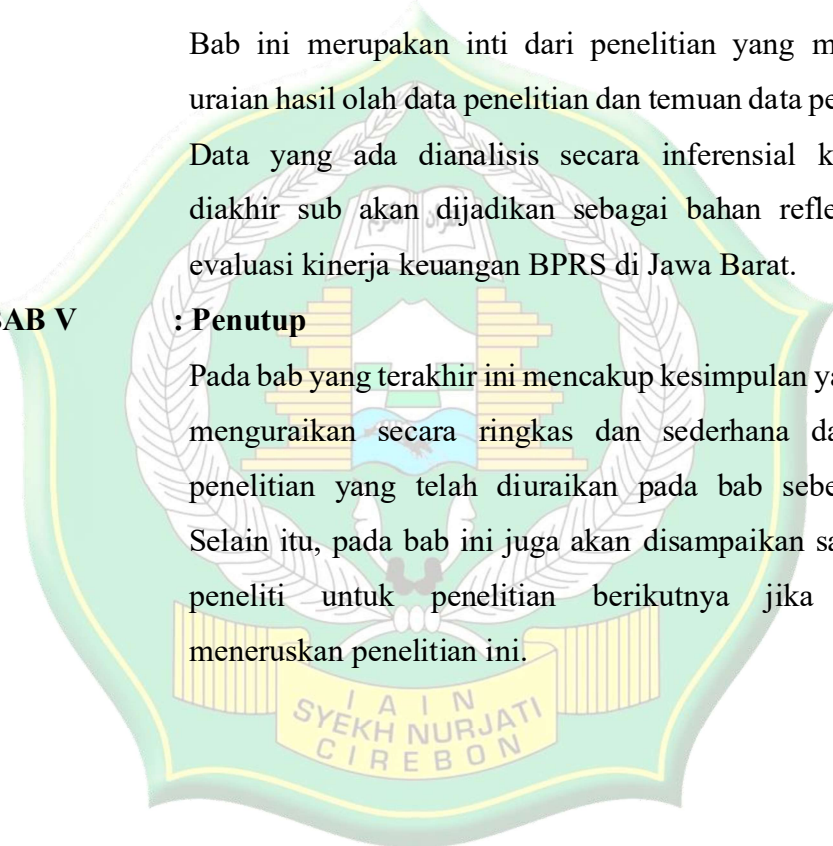 Bab ini merupakan inti dari penelitian yang m
uraian hasil olah data penelitian dan temuan data pe
Data yang ada dianalisis secara inferensial k
diakhir sub akan dijadikan sebagai bahan refle
evaluasi kinerja keuangan BPRS di Jawa Barat.
BAB V : Penutup
Pada bab yang terakhir ini mencakup kesimpulan ya
menguraikan secara ringkas dan sederhana da
penelitian yang telah diuraikan pada bab sebe
Selain itu, pada bab ini juga akan disampaikan sa
peneliti untuk penelitian berikutnya jika
meneruskan penelitian ini.
IAIN
SYEKH NURJATI
CIREBON